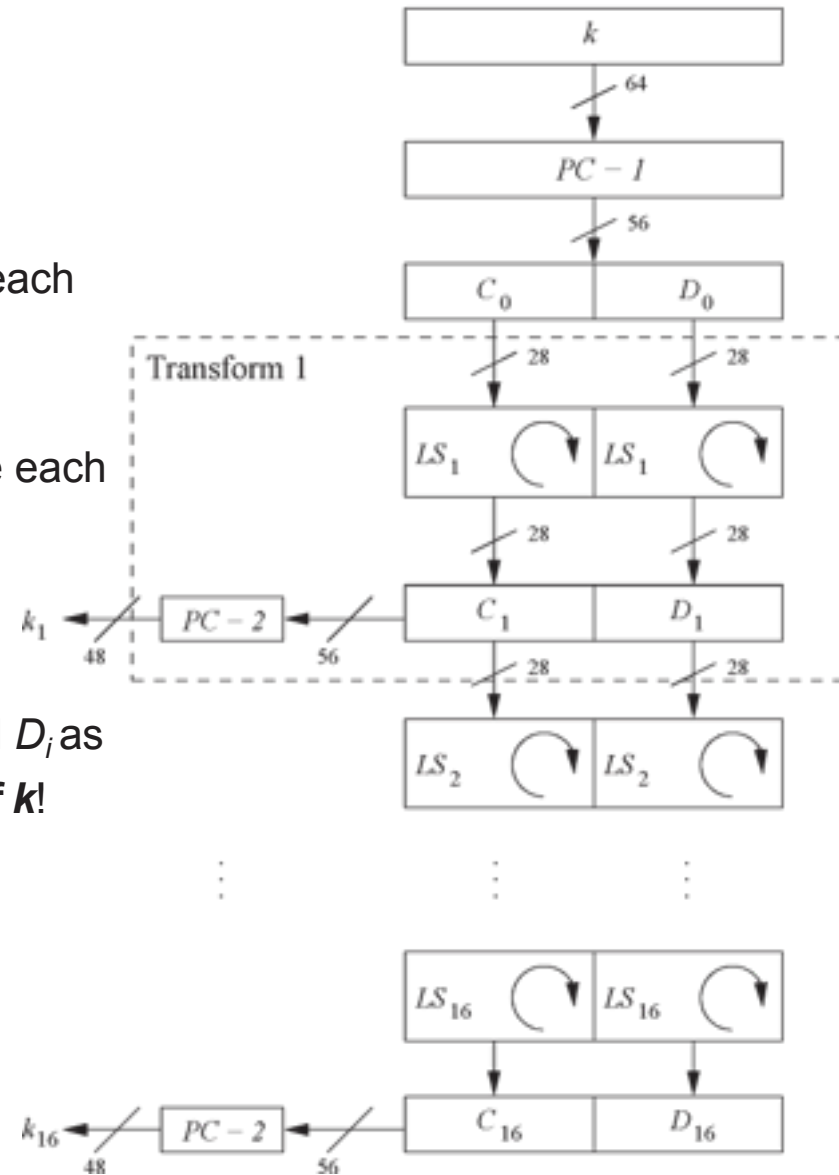 k
64
PC – 1
56
each
C0 D0
Transform 1
28 28
LS1 LS1
e each
28 28
k1 PC – 2 C1 D1
48 56
28 28
Di as
f k!
LS2 LS2
LS16 LS16
k16 PC – 2 C16 D16
48 56